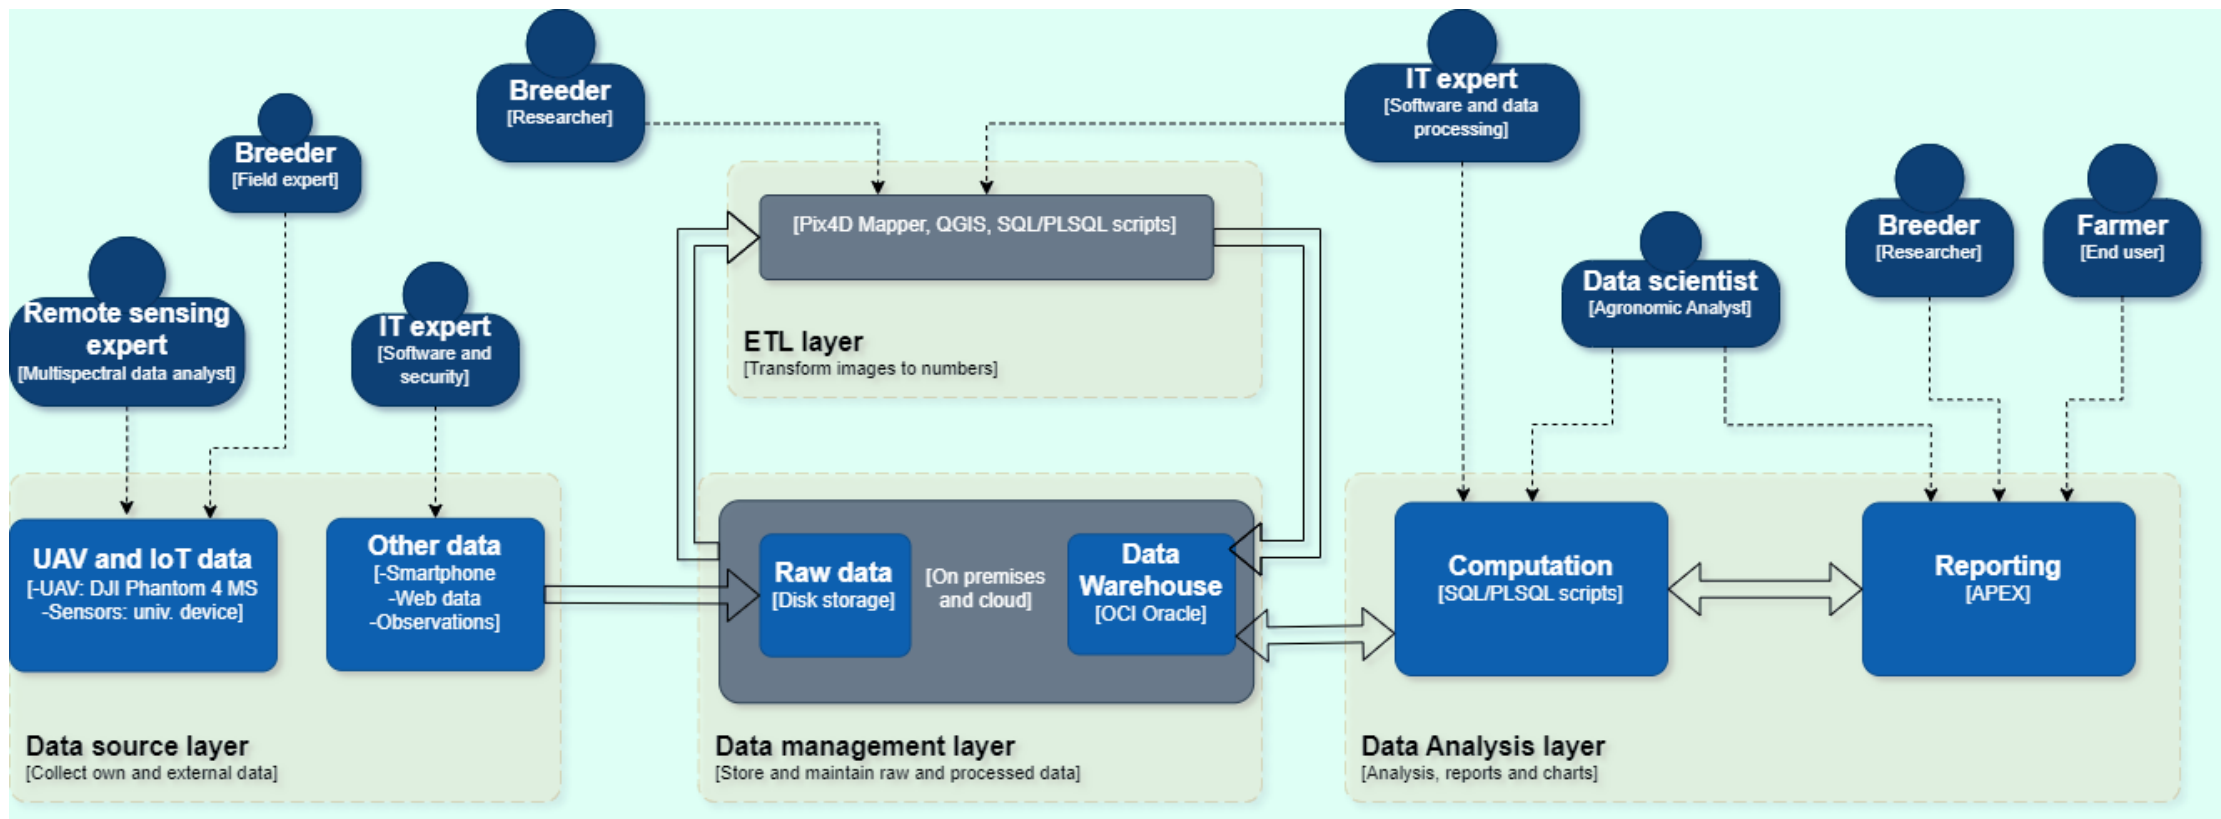 Breeder
[Researcher]
IT expert
[Software and data
processing]
Breeder
[Field expert]
Remote sensing
expert
[Multispectral data analyst]
IT expert
[Software and
security]
[Pix4D Mapper, QGIS, SQL/PLSQL scripts]
ETL layer
[Transform images to numbers]
Data scientist
[Agronomic Analyst]
Breeder
[Researcher]
Farmer
[End user]
UAV and IoT data
[-UAV: DJI Phantom 4 MS
-Sensors: univ. device]
Other data
[-Smartphone
-Web data
-Observations]
Data source layer
[Collect own and external data]
Raw data
[Disk storage]
[On premises
and cloud]
Data
Warehouse
[OCI Oracle]
Data management layer
[Store and maintain raw and processed data]
Computation
[SQL/PLSQL scripts]
Reporting
[APEX]
Data Analysis layer
[Analysis, reports and charts]